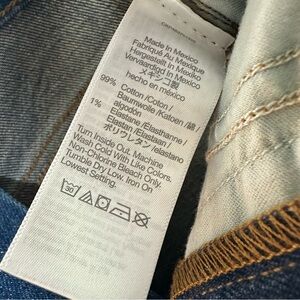 Made in Mexico
Fabriqué Au Mexique
Hergestellt In Mexiko
Vervaardigd In Mexico
メキシコ製
hecho en méxico
99% Cotton /Coton /
Baumwolle /Katoen / 綿 /
algodón
1% Elastane /Élasthanne /
Elastan /Elastaan /
ポリウレタン /elastano
Turn Inside Out. Machine
Wash Cold With Like Colors.
Non-Chlorine Bleach Only.
Tumble Dry Low. Iron On
Lowest Setting.
30